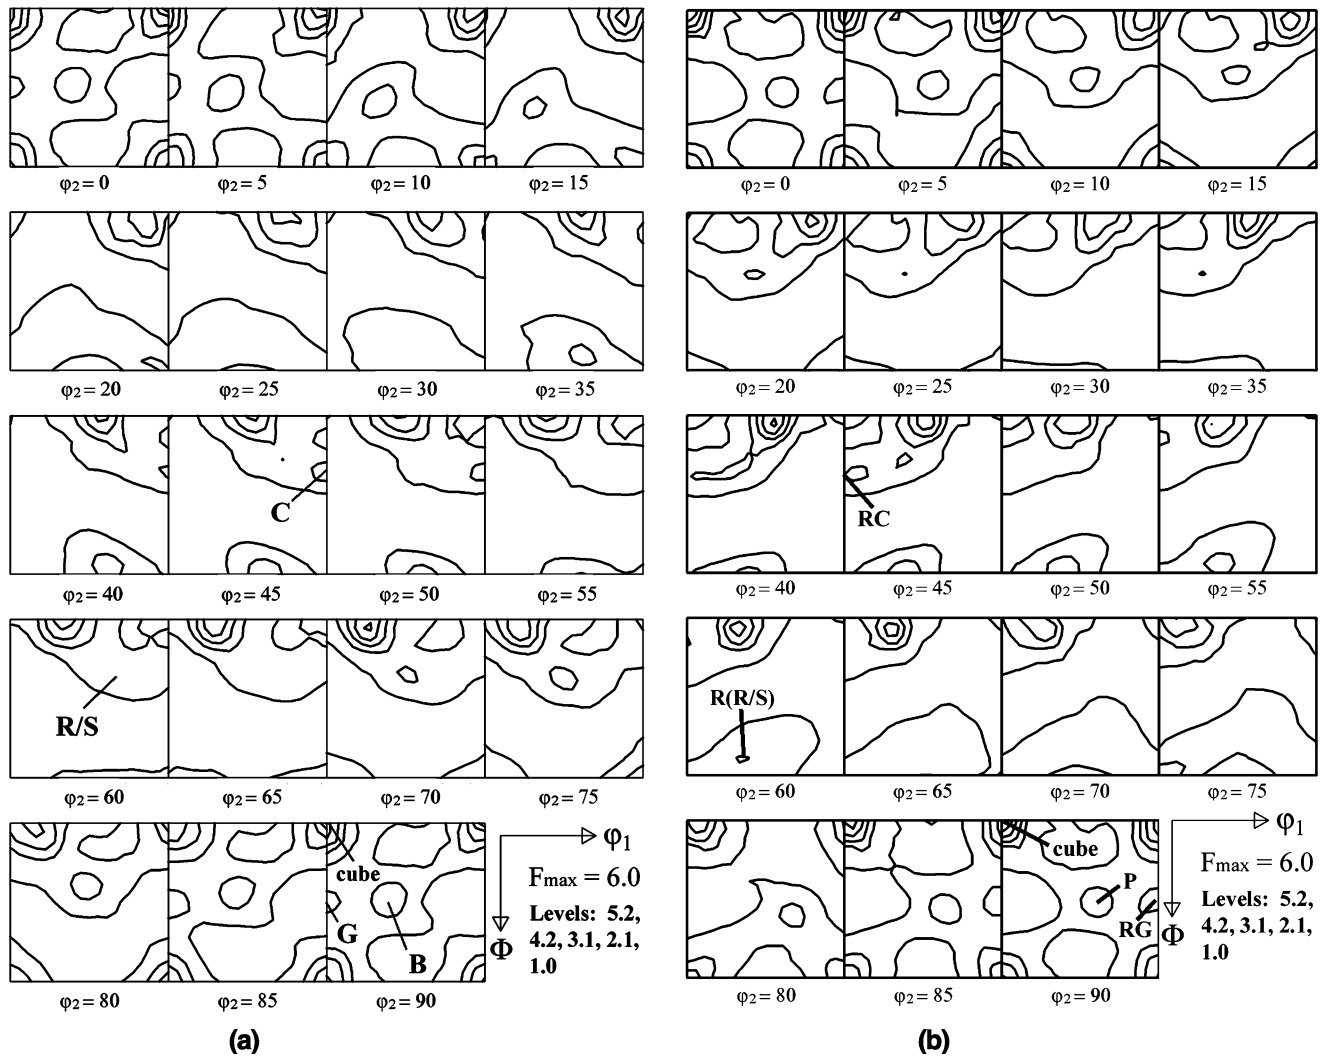 φ₂= 0 φ₂= 5 φ₂= 10 φ₂= 15
φ₂= 20 φ₂= 25 φ₂= 30 φ₂= 35
C
φ₂= 40 φ₂= 45 φ₂= 50 φ₂= 55
R/S
φ₂= 60 φ₂= 65 φ₂= 70 φ₂= 75
cube
G
B
φ₁
Φ
Fmax = 6.0
Levels: 5.2,
4.2, 3.1, 2.1,
1.0
φ₂= 80 φ₂= 85 φ₂= 90
(a)
φ₂= 0 φ₂= 5 φ₂= 10 φ₂= 15
φ₂= 20 φ₂= 25 φ₂= 30 φ₂= 35
RC
φ₂= 40 φ₂= 45 φ₂= 50 φ₂= 55
R(R/S)
φ₂= 60 φ₂= 65 φ₂= 70 φ₂= 75
cube
P
RG
φ₁
Φ
Fmax = 6.0
Levels: 5.2,
4.2, 3.1, 2.1,
1.0
φ₂= 80 φ₂= 85 φ₂= 90
(b)